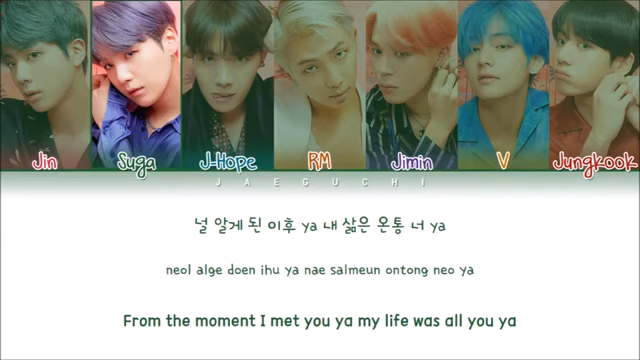 Jin Suga J-Hope RM Jimin V Jungkook
JAEGUCHI
널 알게 된 이후 ya 내 삶은 온통 너 ya
neol alge doen ihu ya nae salmeun ontong neo ya
From the moment I met you ya my life was all you ya